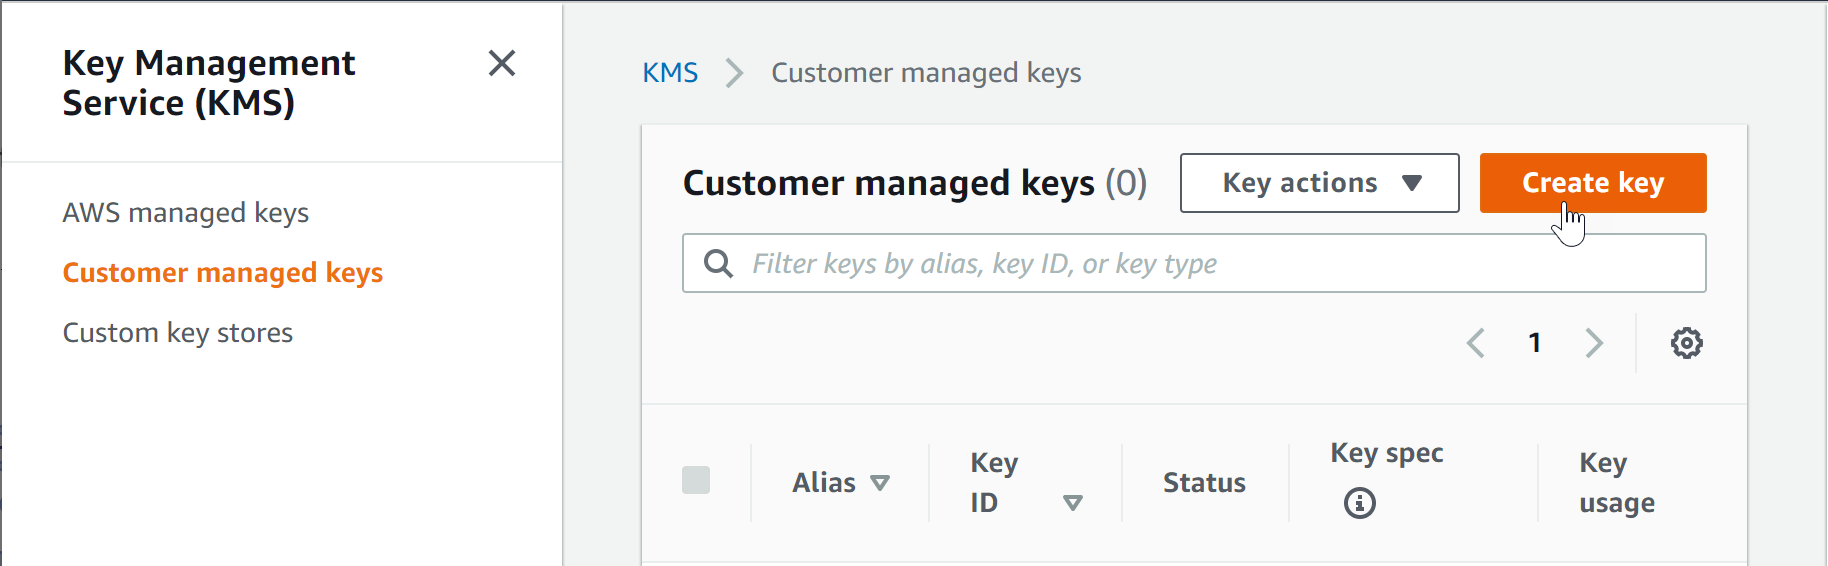 Key Management
Service (KMS)
AWS managed keys
Customer managed keys
Custom key stores
KMS
Customer managed keys
Customer managed keys (0)
Key actions
Create key
Filter keys by alias, key ID, or key type
1
Alias
Key
ID
Status
Key spec
Key
usage